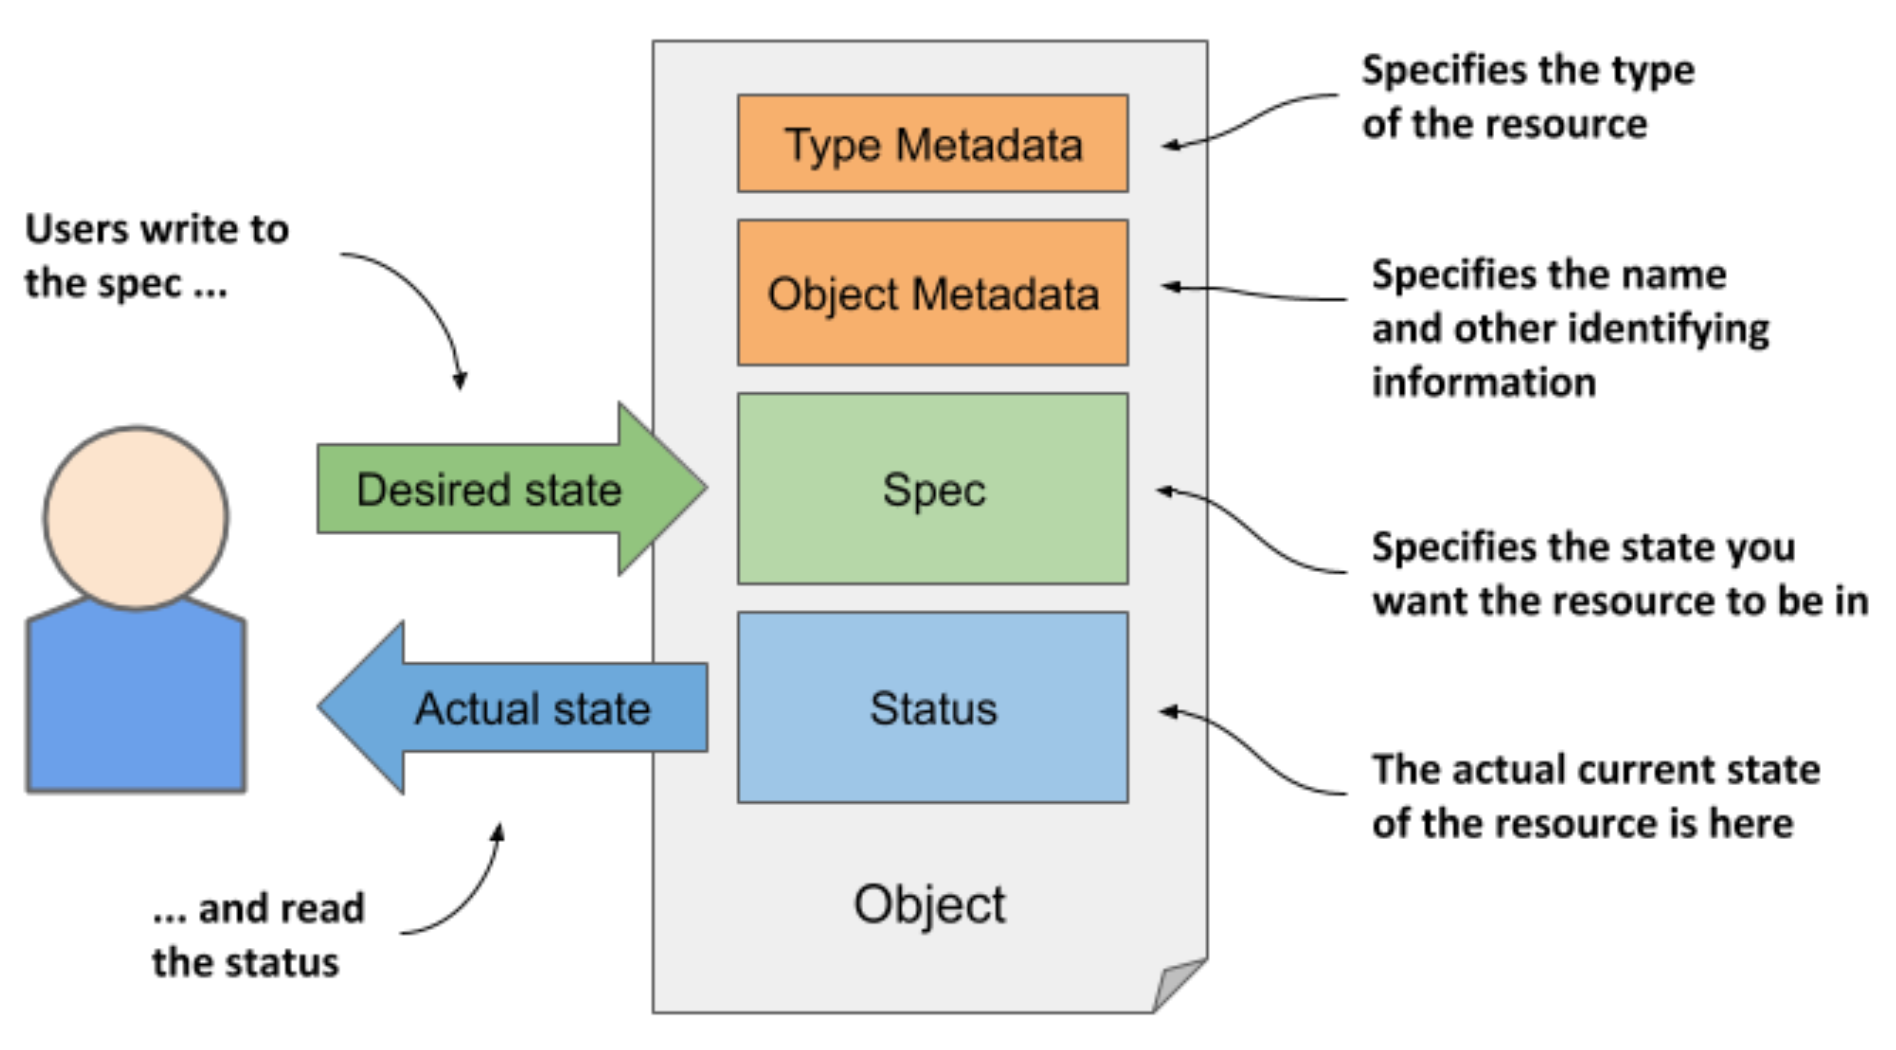 Specifies the type
of the resource
Type Metadata
Users write to
the spec ...
Object Metadata
Specifies the name
and other identifying
information
Desired state
Spec
Specifies the state you
want the resource to be in
Actual state
Status
The actual current state
of the resource is here
... and read
the status
Object